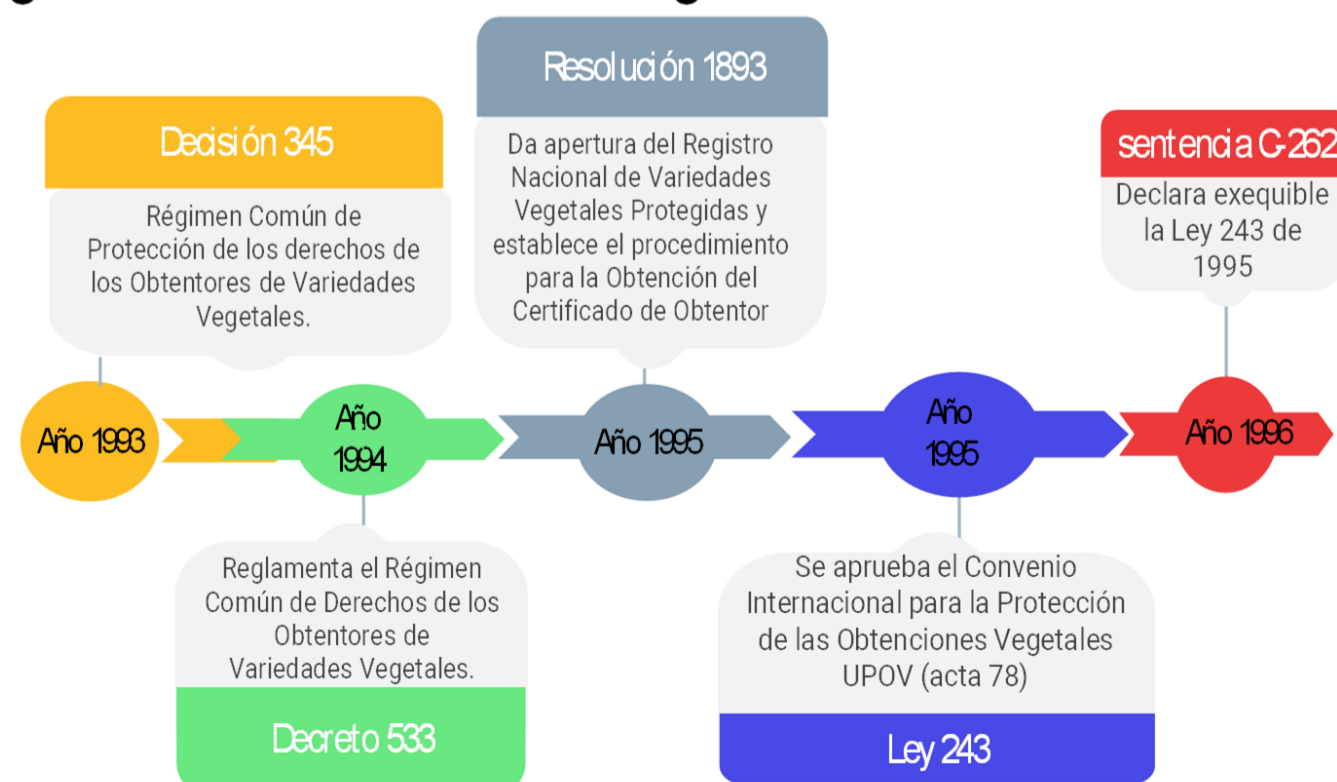 Resolución 1893
Da apertura del Registro
Nacional de Variedades
Vegetales Protegidas y
establece el procedimiento
para la Obtención del
Certificado de Obtentor
Decisión 345
Régimen Común de
Protección de los derechos de
los Obtentores de Variedades
Vegetales.
sentencia C-262
Declara exequible
la Ley 243 de
1995
Año 1993
Año
1994
Año 1995
Año
1995
Año 1996
Reglamenta el Régimen
Común de Derechos de los
Obtentores de
Variedades Vegetales.
Decreto 533
Se aprueba el Convenio
Internacional para la Protección
de las Obtenciones Vegetales
UPOV (acta 78)
Ley 243